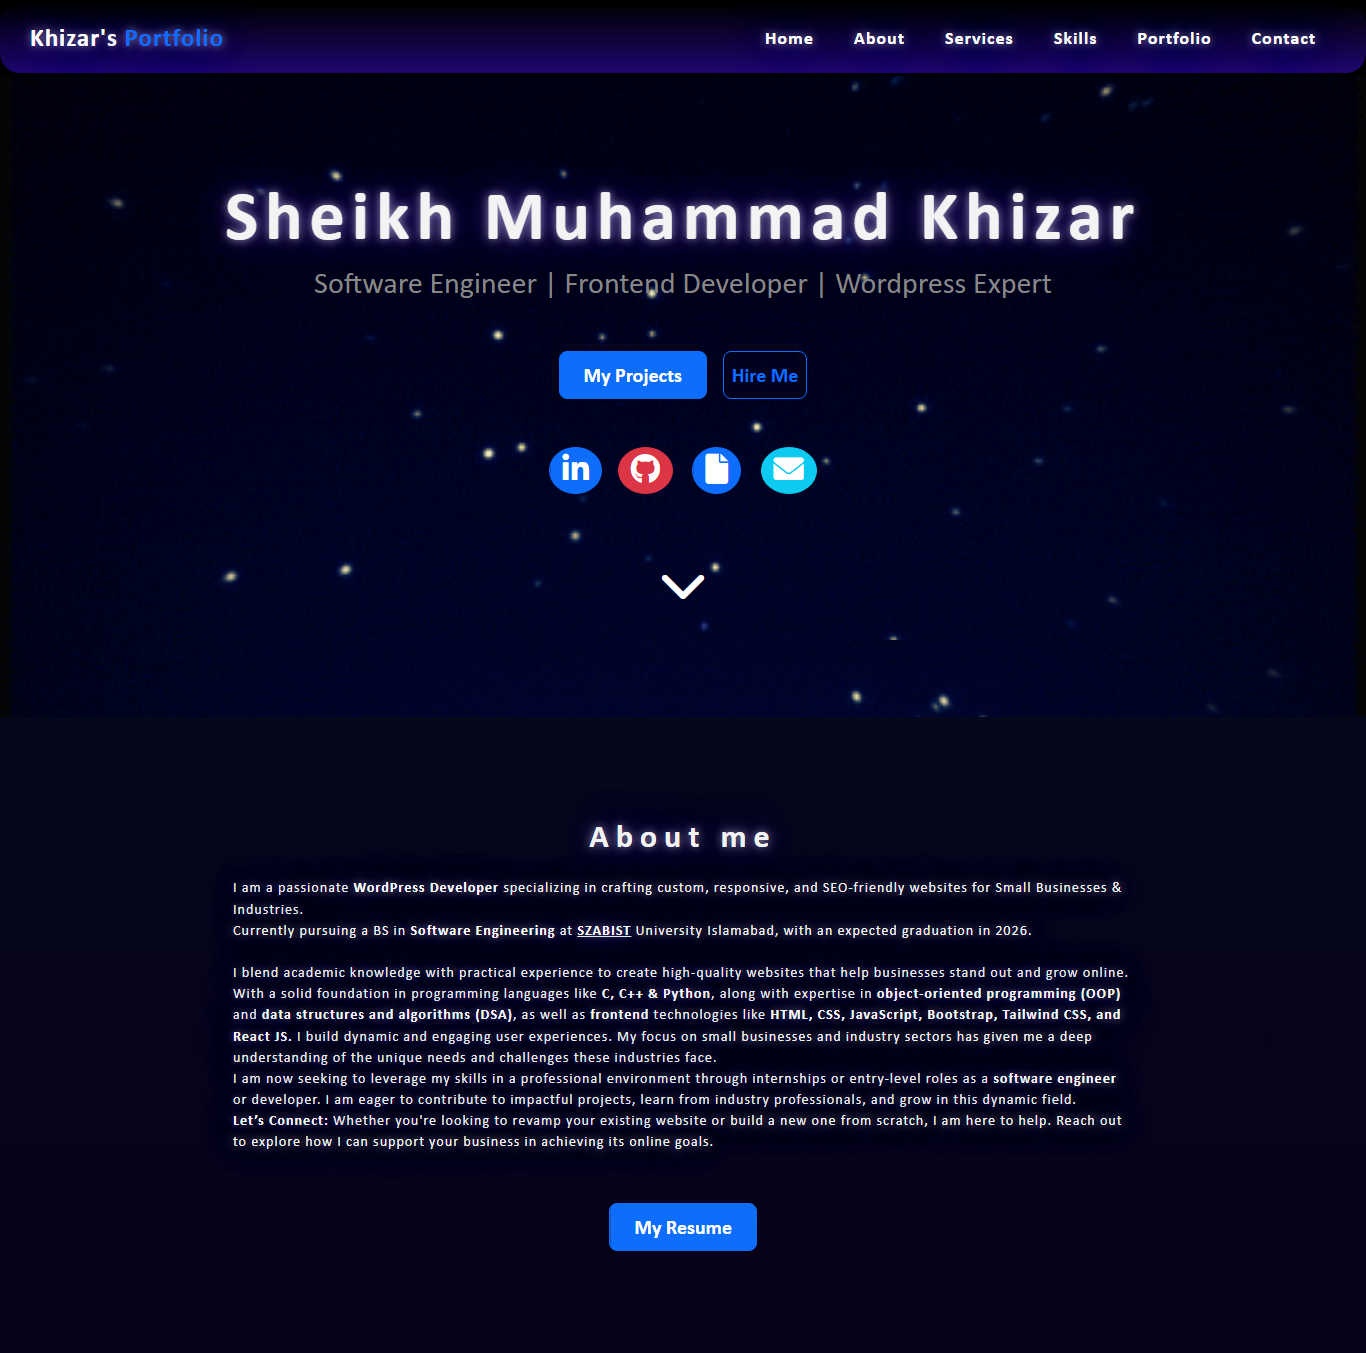 Khizar's Portfolio
Home About Services Skills Portfolio Contact
Sheikh Muhammad Khizar
Software Engineer | Frontend Developer | Wordpress Expert
My Projects Hire Me
in
About me
I am a passionate WordPress Developer specializing in crafting custom, responsive, and SEO-friendly websites for Small Businesses &
Industries.
Currently pursuing a BS in Software Engineering at SZABIST University Islamabad, with an expected graduation in 2026.
I blend academic knowledge with practical experience to create high-quality websites that help businesses stand out and grow online.
With a solid foundation in programming languages like C, C++ & Python, along with expertise in object-oriented programming (OOP)
and data structures and algorithms (DSA), as well as frontend technologies like HTML, CSS, JavaScript, Bootstrap, Tailwind CSS, and
React JS. I build dynamic and engaging user experiences. My focus on small businesses and industry sectors has given me a deep
understanding of the unique needs and challenges these industries face.
I am now seeking to leverage my skills in a professional environment through internships or entry-level roles as a software engineer
or developer. I am eager to contribute to impactful projects, learn from industry professionals, and grow in this dynamic field.
Let’s Connect: Whether you're looking to revamp your existing website or build a new one from scratch, I am here to help. Reach out
to explore how I can support your business in achieving its online goals.
My Resume